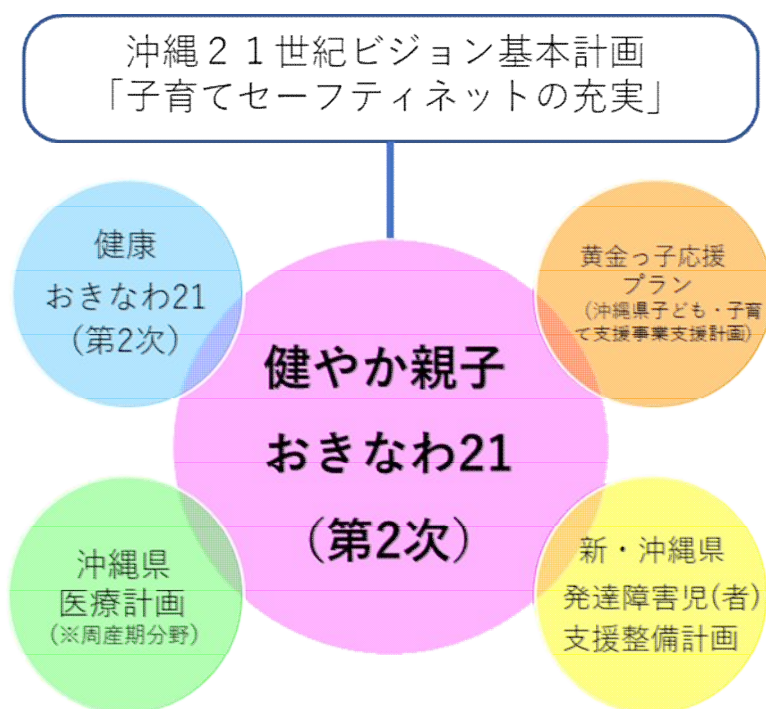 沖縄２１世紀ビジョン基本計画
「子育てセーフティネットの充実」
健康
おきなわ21
(第2次)
黄金っ子応援
プラン
(沖縄県子ども・子育
て支援事業支援計画)
健やか親子
おきなわ21
(第2次)
沖縄県
医療計画
(※周産期分野)
新・沖縄県
発達障害児(者)
支援整備計画